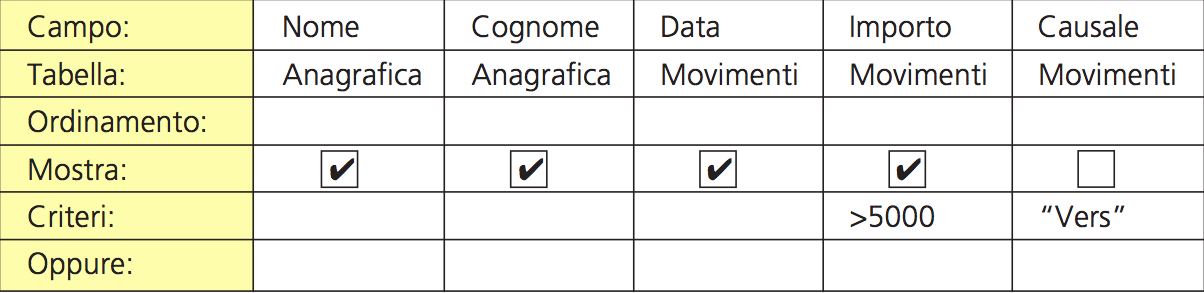 Campo: Nome Cognome Data Importo Causale
Tabella: Anagrafica Anagrafica Movimenti Movimenti Movimenti
Ordinamento:
Mostra: ✔ ✔ ✔ ✔
Criteri: >5000 “Vers”
Oppure: